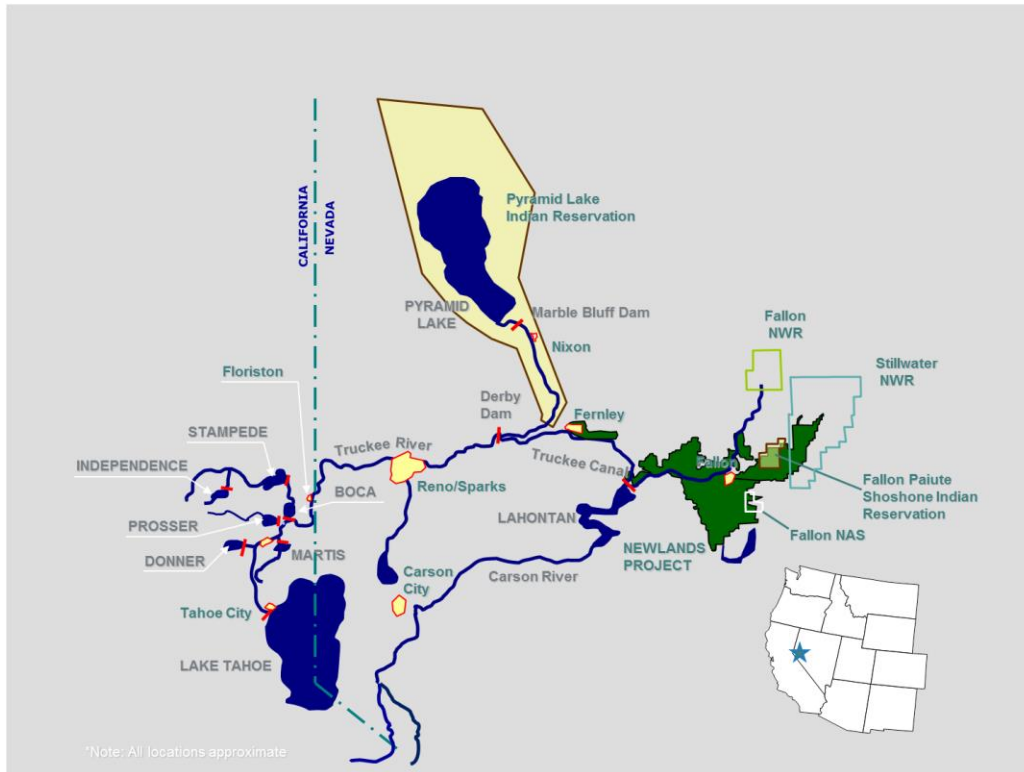 CALIFORNIA
NEVADA
Pyramid Lake
Indian Reservation
PYRAMID
LAKE
Marble Bluff Dam
Nixon
Fallon
NWR
Stillwater
NWR
Floriston
Derby
Dam
Fernley
STAMPEDE
Truckee River
INDEPENDENCE
Truckee Canal
Fallon
Reno/Sparks
BOCA
Fallon Paiute
Shoshone Indian
Reservation
PROSSER
LAHONTAN
Fallon NAS
DONNER
MARTIS
NEWLANDS
PROJECT
Carson
City
Carson River
Tahoe City
LAKE TAHOE
*Note: All locations approximate